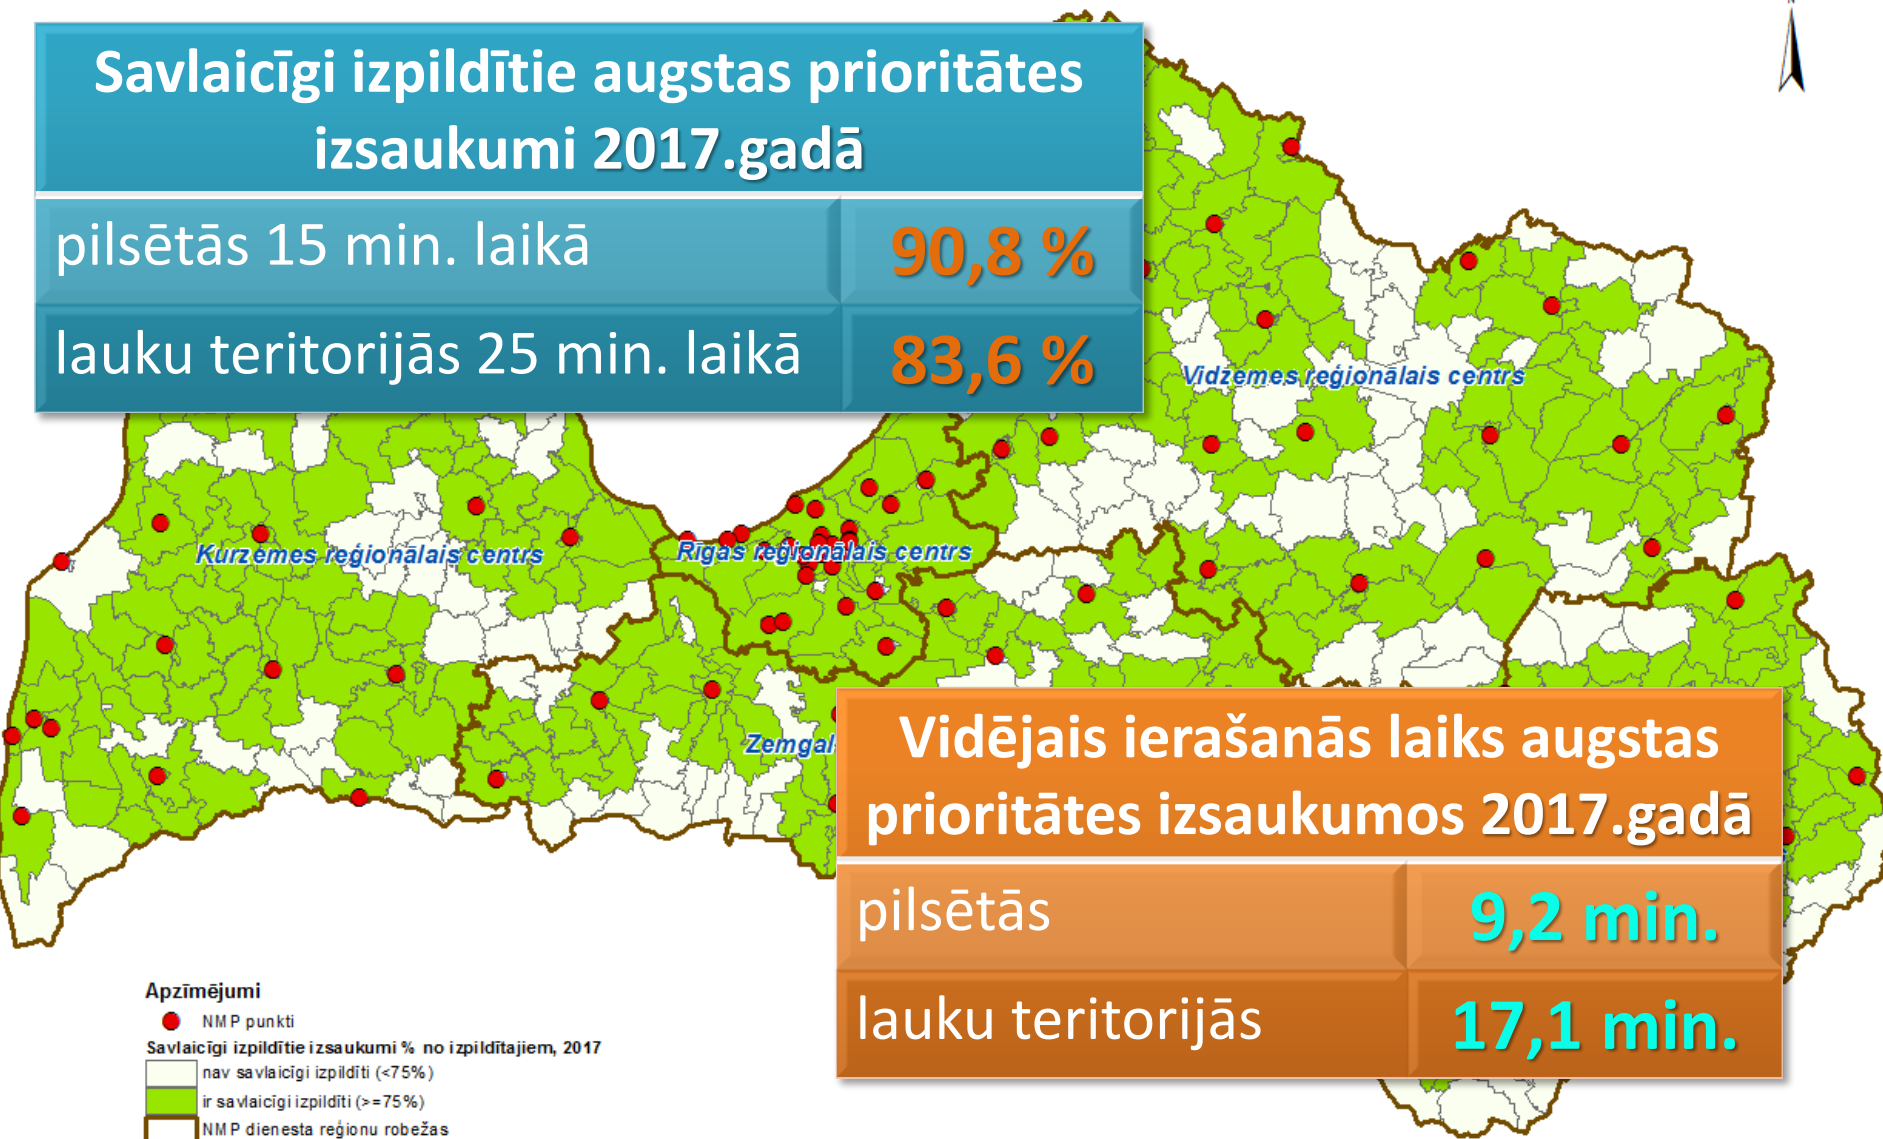 N
Savlaicīgi izpildītie augstas prioritātes
izsaukumi 2017.gadā
pilsētās 15 min. laikā
90,8 %
lauku teritorijās 25 min. laikā
83,6 %
Vidzemes reģionālais centrs
Kurzemes reģionālais centrs
Rīgas reģionālais centrs
Zemgal
Vidējais ierašanās laiks augstas
prioritātes izsaukumos 2017.gadā
pilsētās
9,2 min.
lauku teritorijās
17,1 min.
Apzīmējumi
NMP punkti
Savlaicīgi izpildītie izsaukumi % no izpildītajiem, 2017
nav savlaicīgi izpildīti (<75%)
ir savlaicīgi izpildīti (>=75%)
NMP dienesta reģionu robežas